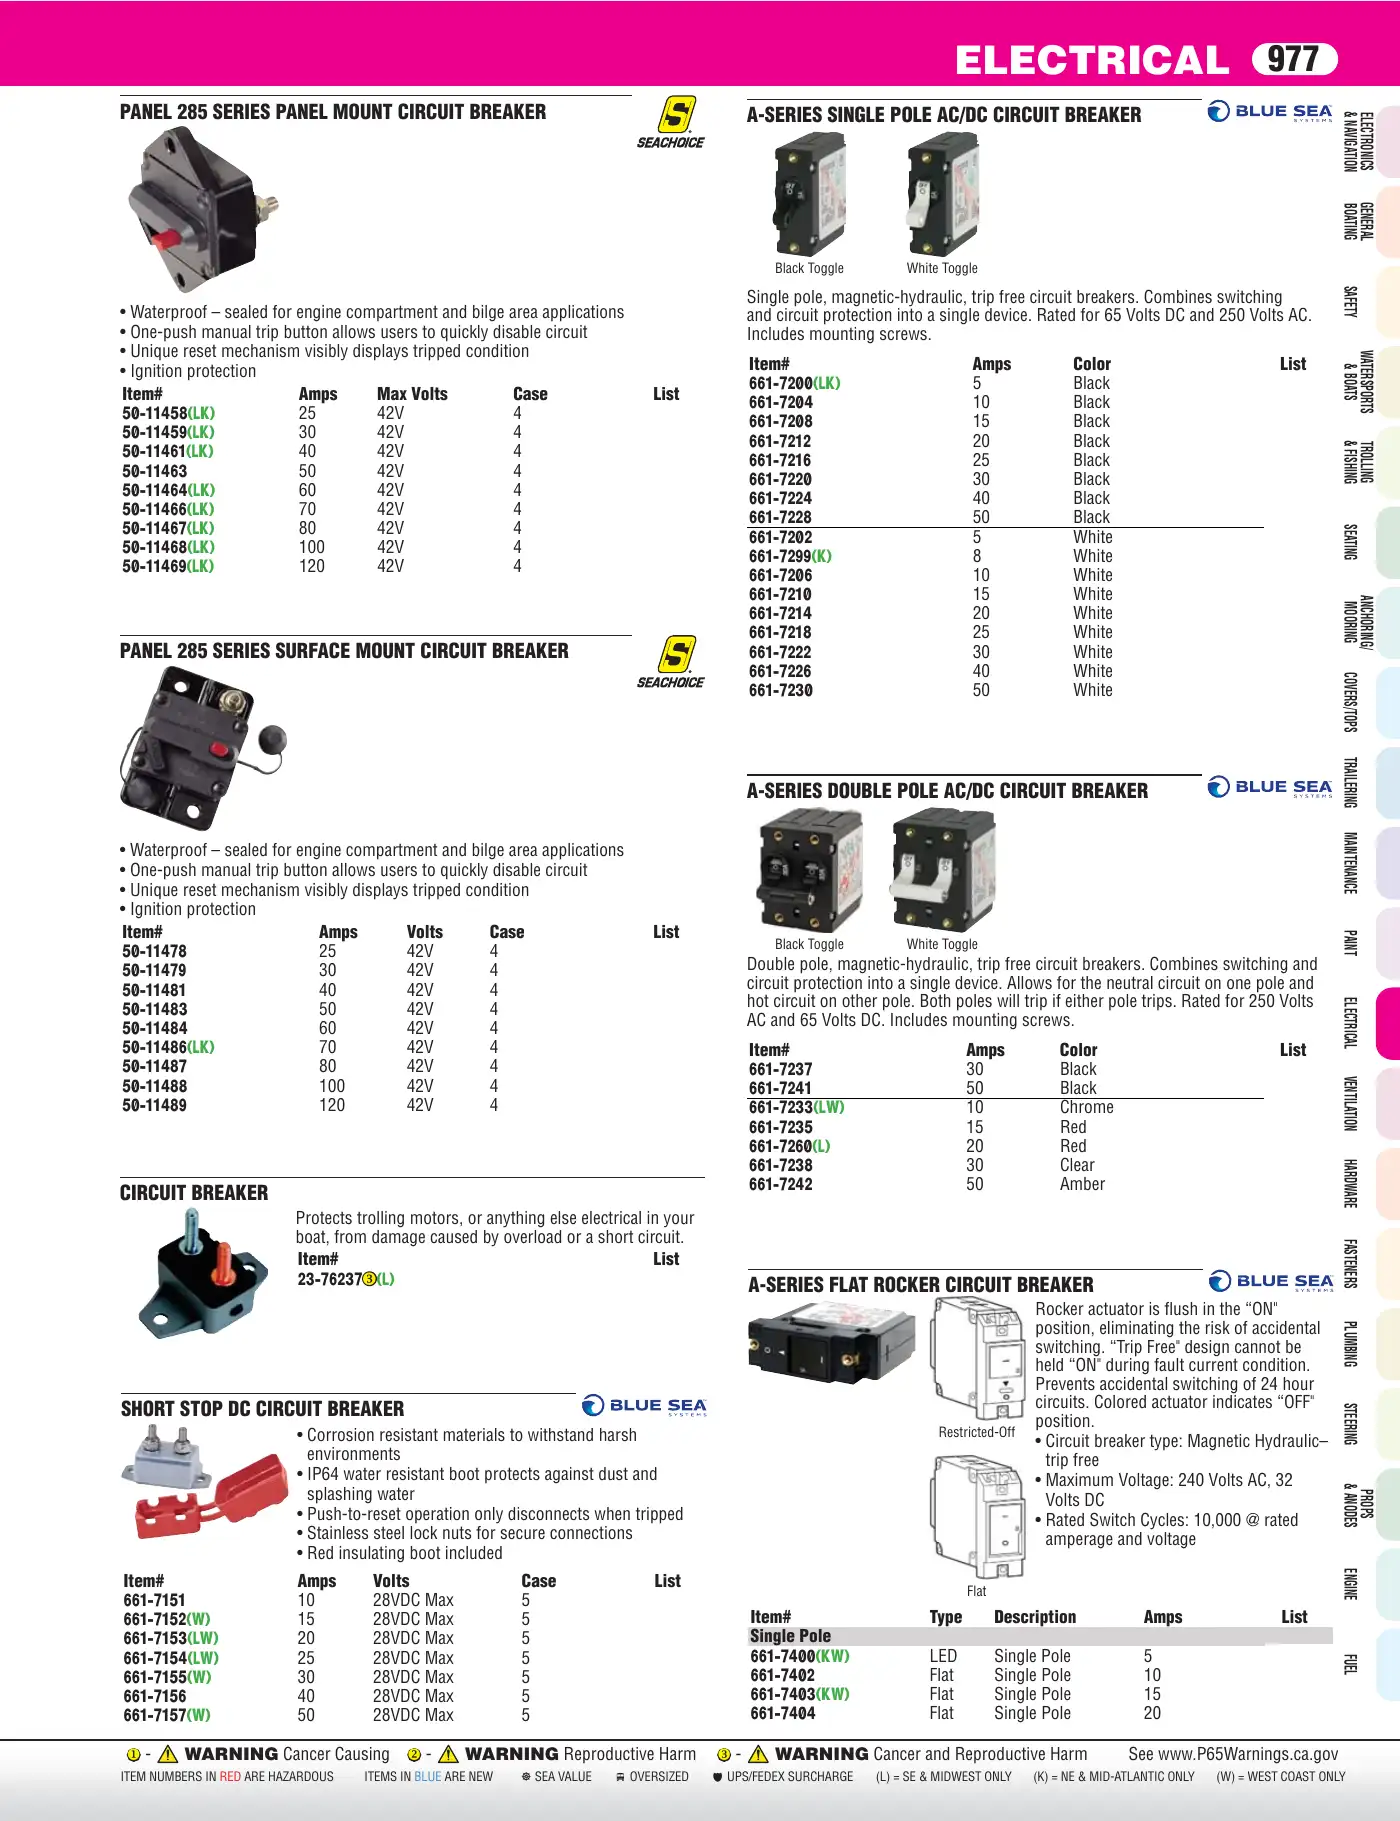 ELECTRICAL 977
PANEL 285 SERIES PANEL MOUNT CIRCUIT BREAKER
S
SEACHOICE
• Waterproof – sealed for engine compartment and bilge area applications
• One-push manual trip button allows users to quickly disable circuit
• Unique reset mechanism visibly displays tripped condition
• Ignition protection
Item# Amps Max Volts Case List
50-11458(LK) 25 42V 4
50-11459(LK) 30 42V 4
50-11461(LK) 40 42V 4
50-11463 50 42V 4
50-11464(LK) 60 42V 4
50-11466(LK) 70 42V 4
50-11467(LK) 80 42V 4
50-11468(LK) 100 42V 4
50-11469(LK) 120 42V 4
PANEL 285 SERIES SURFACE MOUNT CIRCUIT BREAKER
S
SEACHOICE
• Waterproof – sealed for engine compartment and bilge area applications
• One-push manual trip button allows users to quickly disable circuit
• Unique reset mechanism visibly displays tripped condition
• Ignition protection
Item# Amps Volts Case List
50-11478 25 42V 4
50-11479 30 42V 4
50-11481 40 42V 4
50-11483 50 42V 4
50-11484 60 42V 4
50-11486(LK) 70 42V 4
50-11487 80 42V 4
50-11488 100 42V 4
50-11489 120 42V 4
CIRCUIT BREAKER
Protects trolling motors, or anything else electrical in your
boat, from damage caused by overload or a short circuit.
Item# List
23-76237③(L)
SHORT STOP DC CIRCUIT BREAKER
BLUE SEA
SYSTEMS
• Corrosion resistant materials to withstand harsh
environments
• IP64 water resistant boot protects against dust and
splashing water
• Push-to-reset operation only disconnects when tripped
• Stainless steel lock nuts for secure connections
• Red insulating boot included
Item# Amps Volts Case List
661-7151 10 28VDC Max 5
661-7152(W) 15 28VDC Max 5
661-7153(LW) 20 28VDC Max 5
661-7154(LW) 25 28VDC Max 5
661-7155(W) 30 28VDC Max 5
661-7156 40 28VDC Max 5
661-7157(W) 50 28VDC Max 5
A-SERIES SINGLE POLE AC/DC CIRCUIT BREAKER
BLUE SEA
SYSTEMS
Black Toggle White Toggle
Single pole, magnetic-hydraulic, trip free circuit breakers. Combines switching
and circuit protection into a single device. Rated for 65 Volts DC and 250 Volts AC.
Includes mounting screws.
Item# Amps Color List
661-7200(LK) 5 Black
661-7204 10 Black
661-7208 15 Black
661-7212 20 Black
661-7216 25 Black
661-7220 30 Black
661-7224 40 Black
661-7228 50 Black
661-7202 5 White
661-7299(K) 8 White
661-7206 10 White
661-7210 15 White
661-7214 20 White
661-7218 25 White
661-7222 30 White
661-7226 40 White
661-7230 50 White
A-SERIES DOUBLE POLE AC/DC CIRCUIT BREAKER
BLUE SEA
SYSTEMS
Black Toggle White Toggle
Double pole, magnetic-hydraulic, trip free circuit breakers. Combines switching and
circuit protection into a single device. Allows for the neutral circuit on one pole and
hot circuit on other pole. Both poles will trip if either pole trips. Rated for 250 Volts
AC and 65 Volts DC. Includes mounting screws.
Item# Amps Color List
661-7237 30 Black
661-7241 50 Black
661-7233(LW) 10 Chrome
661-7235 15 Red
661-7260(L) 20 Red
661-7238 30 Clear
661-7242 50 Amber
A-SERIES FLAT ROCKER CIRCUIT BREAKER
BLUE SEA
SYSTEMS
Restricted-Off
Flat
Rocker actuator is flush in the “ON"
position, eliminating the risk of accidental
switching. “Trip Free" design cannot be
held “ON" during fault current condition.
Prevents accidental switching of 24 hour
circuits. Colored actuator indicates “OFF"
position.
• Circuit breaker type: Magnetic Hydraulic–
trip free
• Maximum Voltage: 240 Volts AC, 32
Volts DC
• Rated Switch Cycles: 10,000 @ rated
amperage and voltage
Item# Type Description Amps List
Single Pole
661-7400(KW) LED Single Pole 5
661-7402 Flat Single Pole 10
661-7403(KW) Flat Single Pole 15
661-7404 Flat Single Pole 20
ELECTRONICS
& NAVIGATION
GENERAL
BOATING
SAFETY
WATERSPORTS
& BOATS
TROLLING
& FISHING
SEATING
ANCHORING/
MOORING
COVERS/TOPS
TRAILERING
MAINTENANCE
PAINT
ELECTRICAL
VENTILATION
HARDWARE
FASTENERS
PLUMBING
STEERING
PROPS
& ANODES
ENGINE
FUEL
① - WARNING Cancer Causing ② - WARNING Reproductive Harm ③ - WARNING Cancer and Reproductive Harm See www.P65Warnings.ca.gov
ITEM NUMBERS IN RED ARE HAZARDOUS ITEMS IN BLUE ARE NEW SEA VALUE OVERSIZED UPS/FEDEX SURCHARGE (L) = SE & MIDWEST ONLY (K) = NE & MID-ATLANTIC ONLY (W) = WEST COAST ONLY